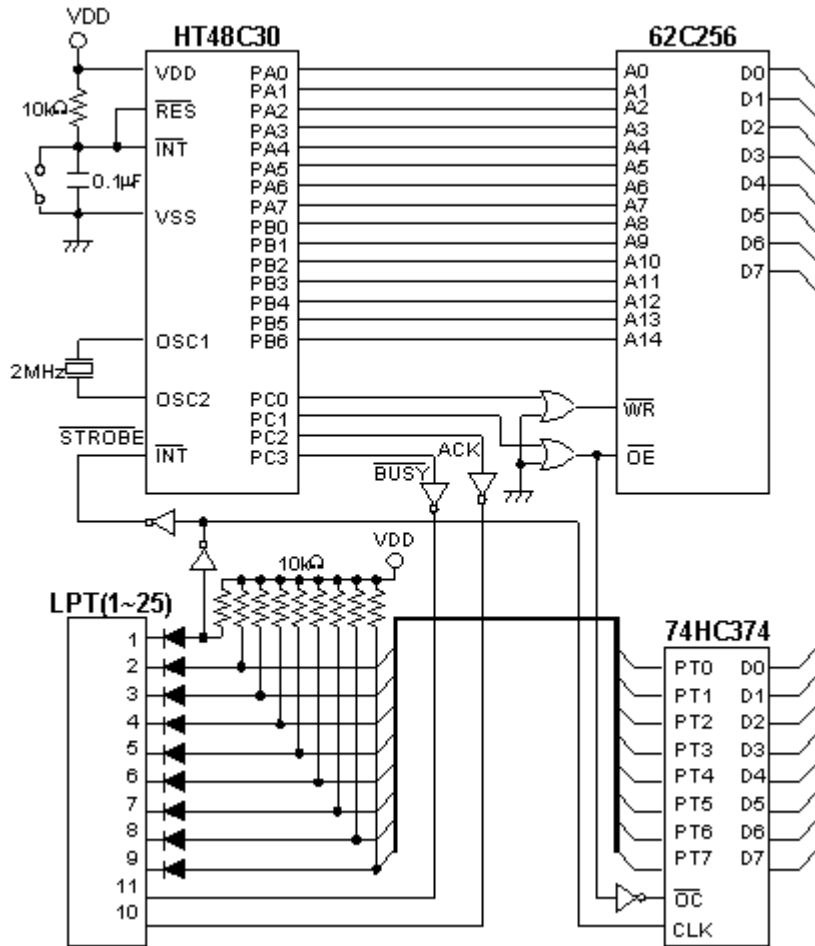 VDD
HT48C30
62C256
VDD
RES
INT
VSS
OSC1
OSC2
INT
PA0
PA1
PA2
PA3
PA4
PA5
PA6
PA7
PB0
PB1
PB2
PB3
PB4
PB5
PB6
PC0
PC1
PC2
PC3
10kΩ
0.1µF
2MHz
STROBE
A0
A1
A2
A3
A4
A5
A6
A7
A8
A9
A10
A11
A12
A13
A14
WR
OE
D0
D1
D2
D3
D4
D5
D6
D7
BUSY
ACK
10kΩ
VDD
LPT(1~25)
1
2
3
4
5
6
7
8
9
11
10
74HC374
PT0 D0
PT1 D1
PT2 D2
PT3 D3
PT4 D4
PT5 D5
PT6 D6
PT7 D7
OC
CLK